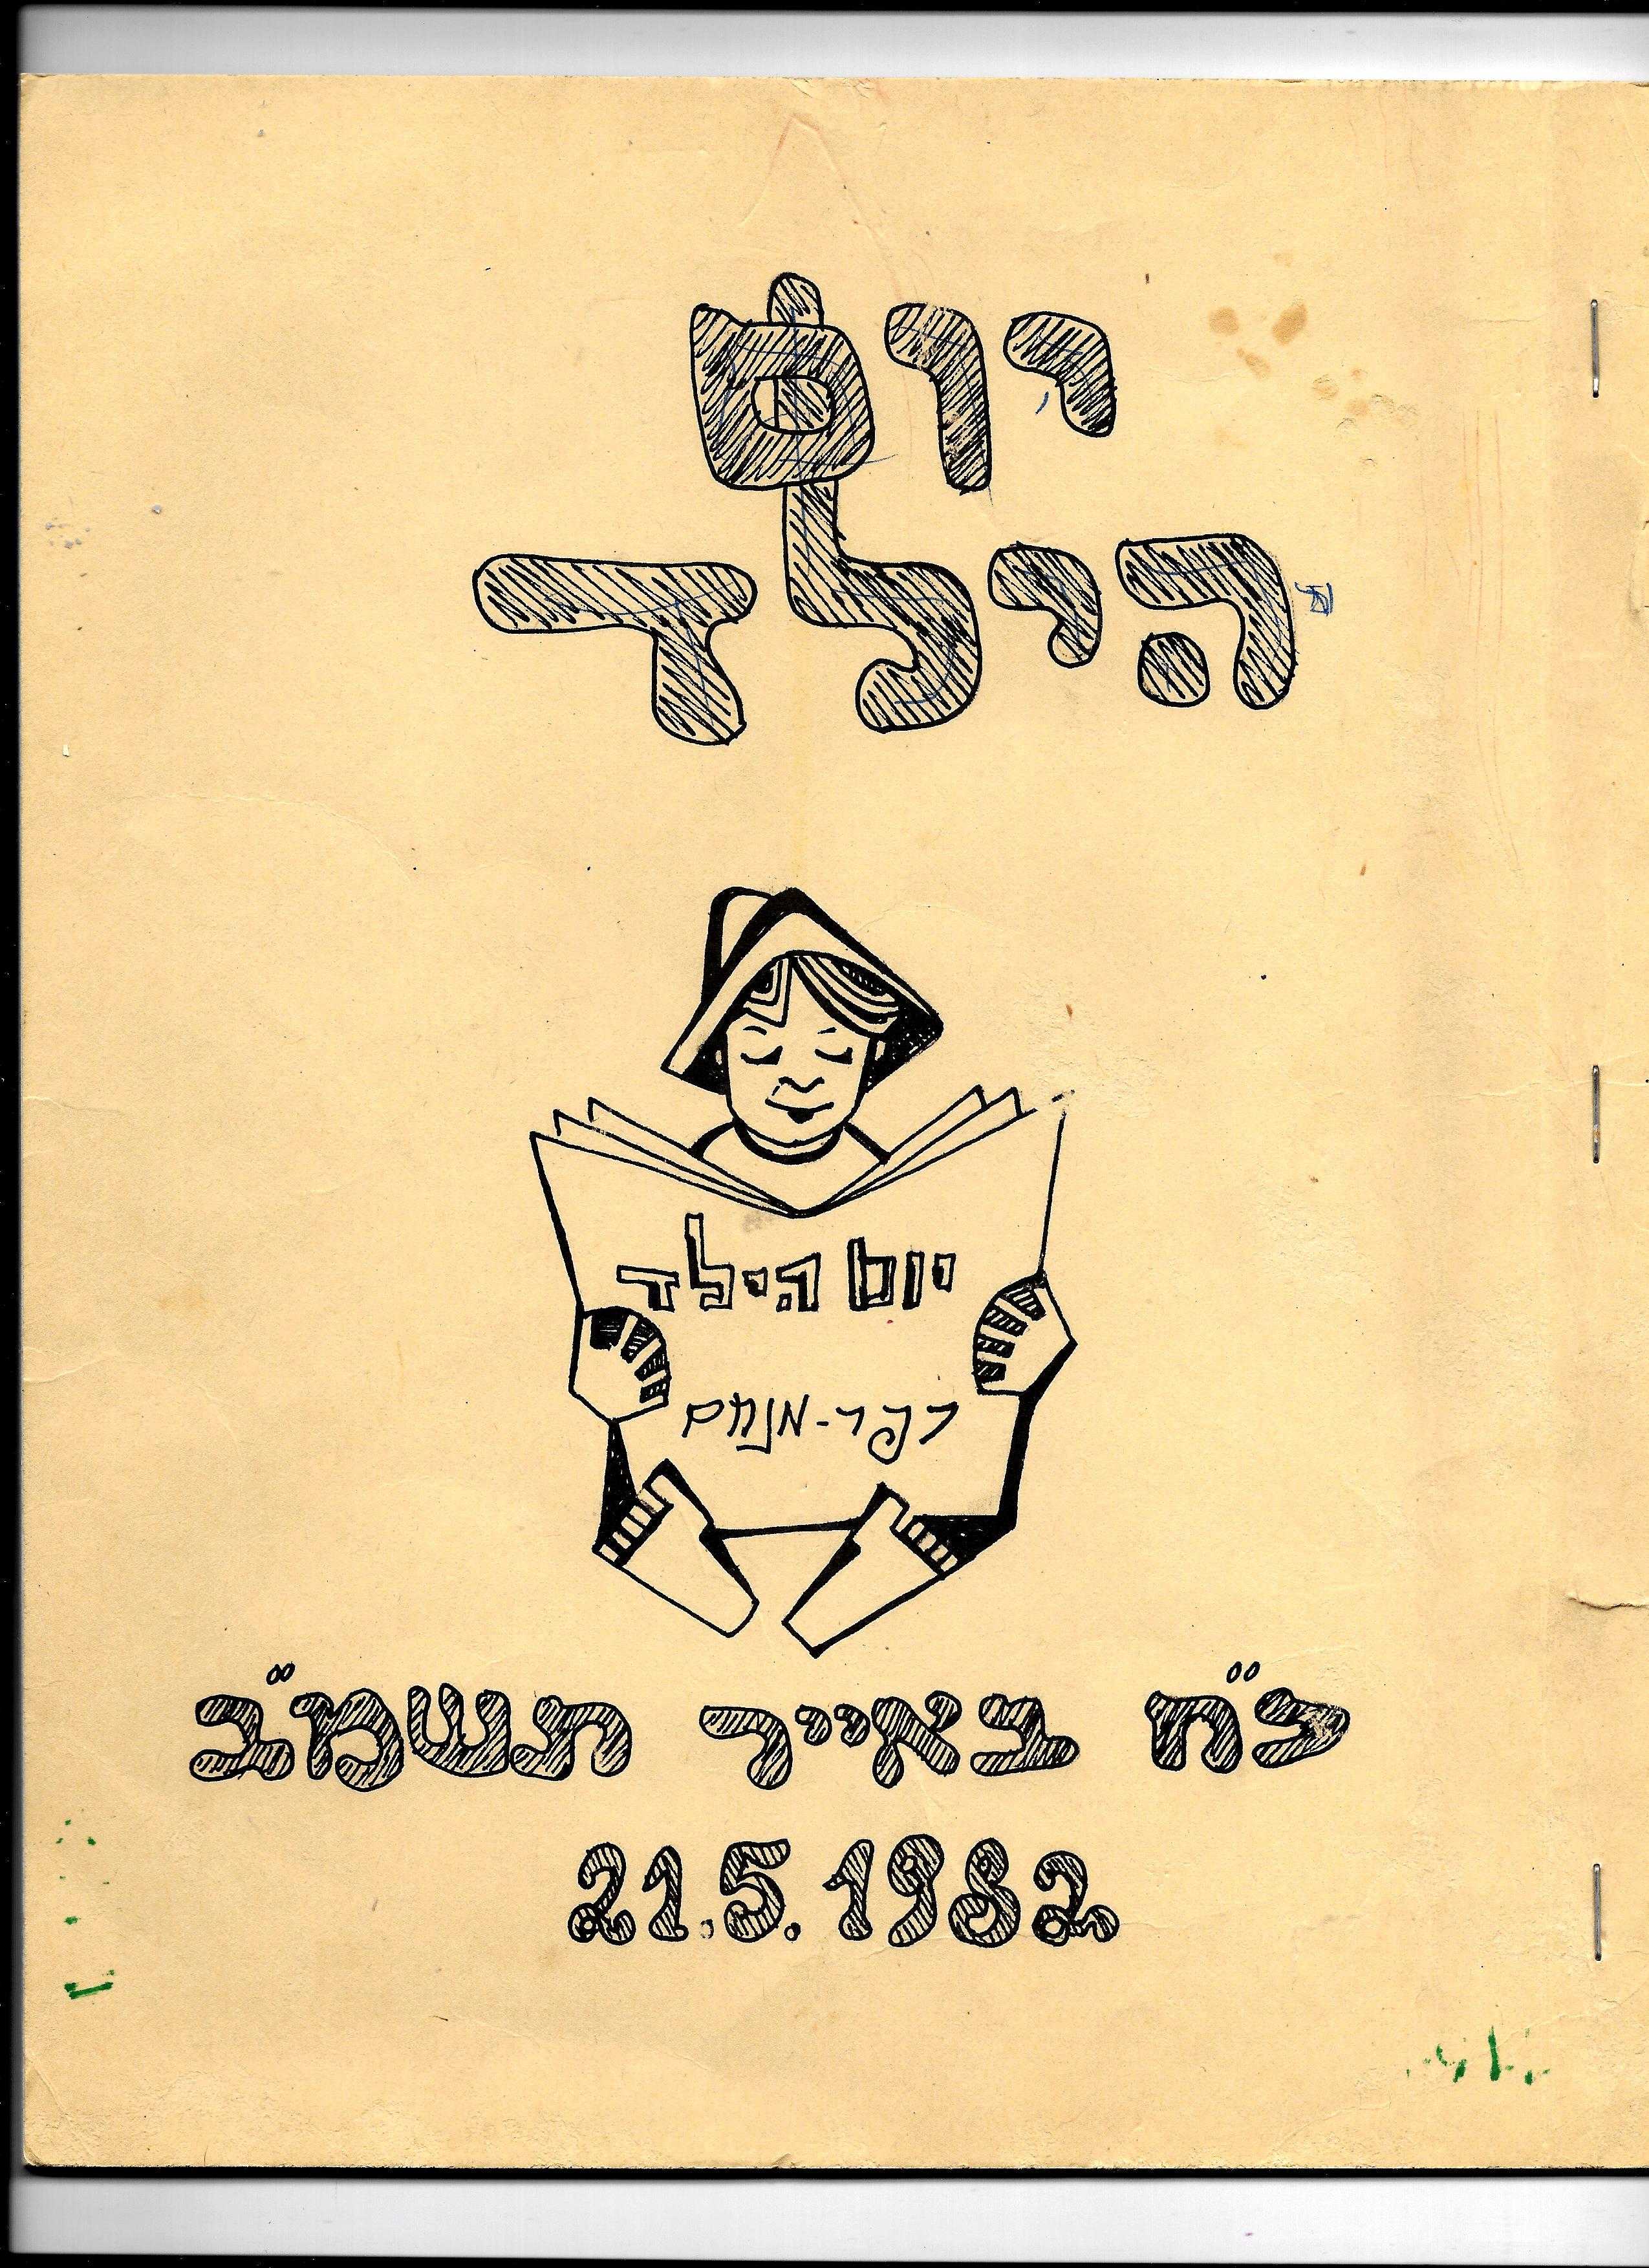 יום
הילד
יום הילד
כפר-מנחם
כ"ח באייר תשמ"ב
21.5.1982